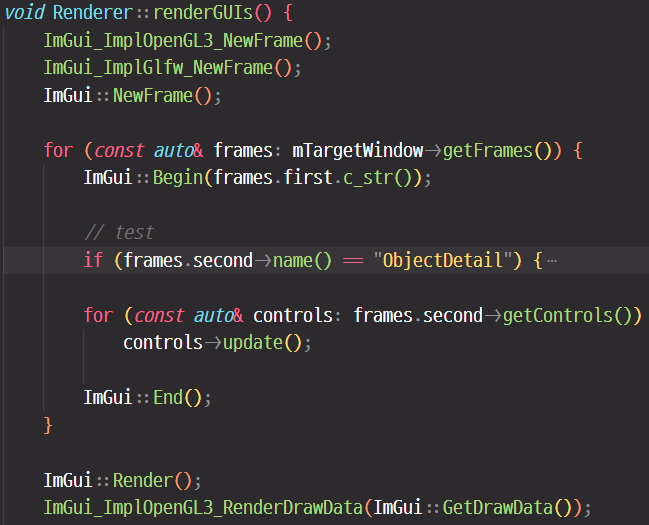 void Renderer::renderGUIs() {
    ImGui_ImplOpenGL3_NewFrame();
    ImGui_ImplGlfw_NewFrame();
    ImGui::NewFrame();

    for (const auto& frames: mTargetWindow->getFrames()) {
        ImGui::Begin(frames.first.c_str());

        // test
        if (frames.second->name() == "ObjectDetail") {···

        for (const auto& controls: frames.second->getControls())
            controls->update();

        ImGui::End();
    }

    ImGui::Render();
    ImGui_ImplOpenGL3_RenderDrawData(ImGui::GetDrawData());